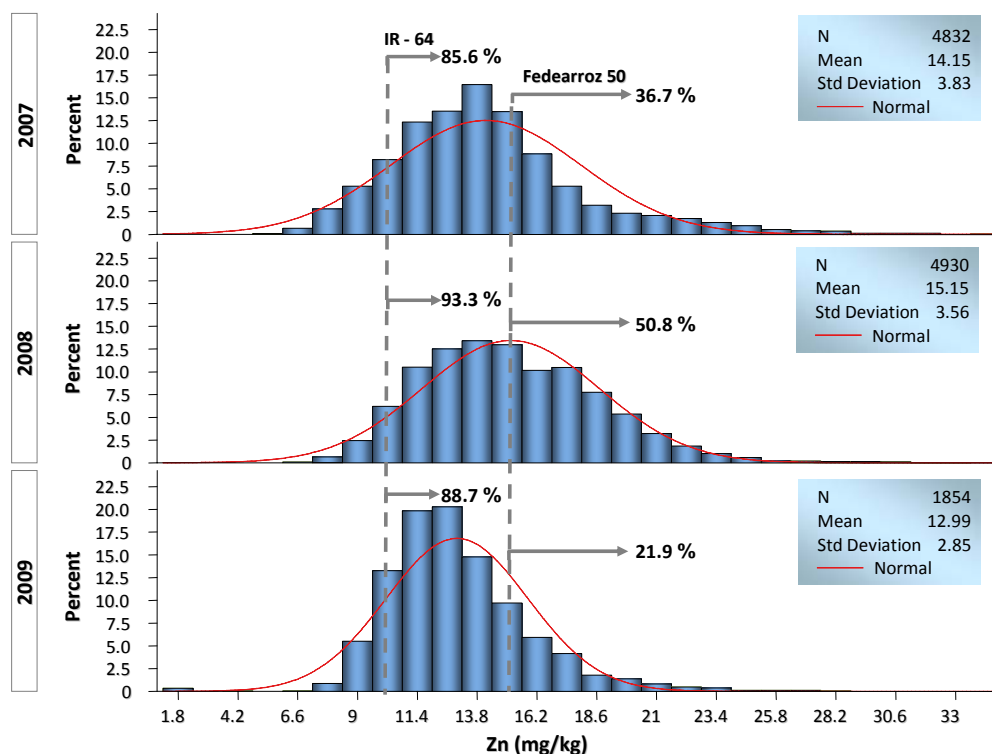 2007
Percent
22.5
20.0
17.5
15.0
12.5
10.0
7.5
5.0
2.5
0
IR - 64
85.6 %
Fedearroz 50
36.7 %
N 4832
Mean 14.15
Std Deviation 3.83
Normal
2008
Percent
22.5
20.0
17.5
15.0
12.5
10.0
7.5
5.0
2.5
0
93.3 %
50.8 %
N 4930
Mean 15.15
Std Deviation 3.56
Normal
2009
Percent
22.5
20.0
17.5
15.0
12.5
10.0
7.5
5.0
2.5
0
88.7 %
21.9 %
N 1854
Mean 12.99
Std Deviation 2.85
Normal
1.8 4.2 6.6 9 11.4 13.8 16.2 18.6 21 23.4 25.8 28.2 30.6 33
Zn (mg/kg)